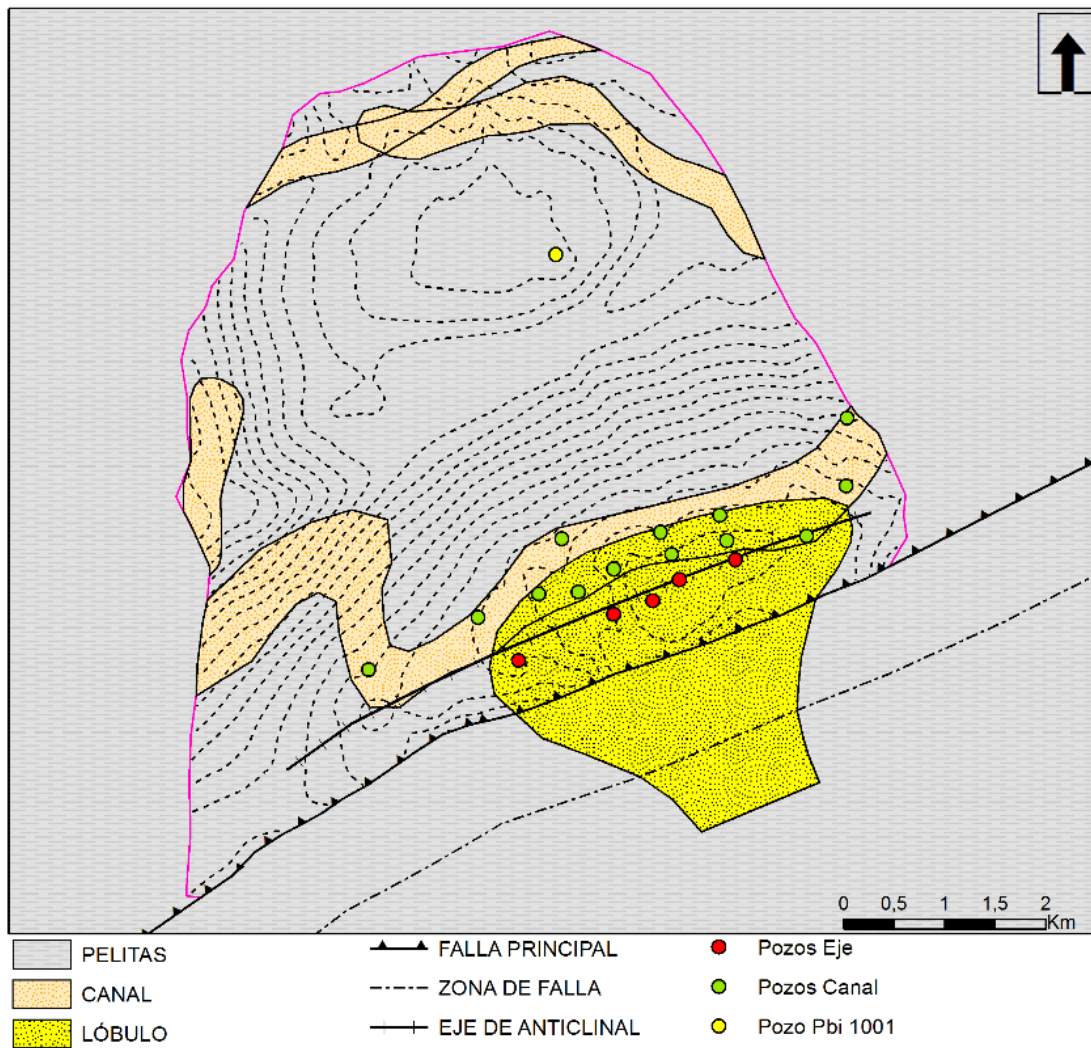 0 0,5 1 1,5 2
Km
PELITAS
CANAL
LÓBULO
FALLA PRINCIPAL
ZONA DE FALLA
EJE DE ANTICLINAL
Pozos Eje
Pozos Canal
Pozo Pbi 1001